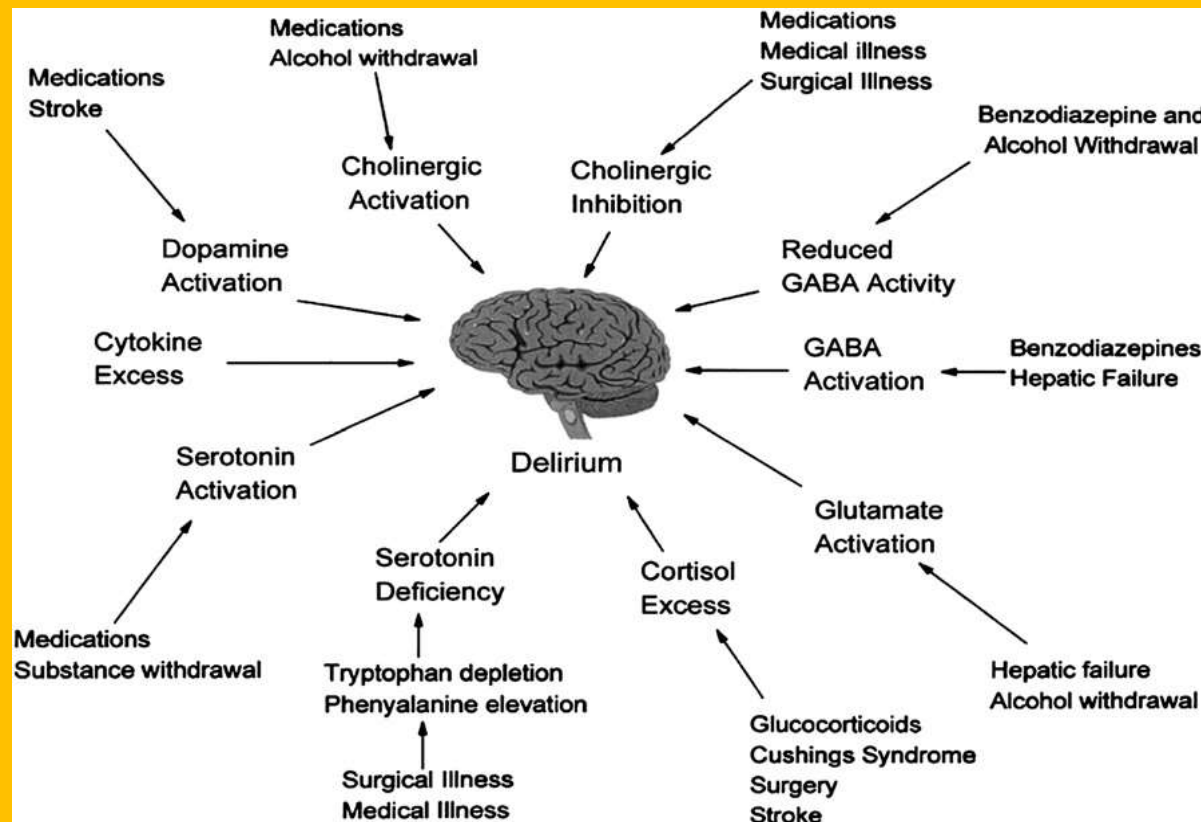 Medications
Alcohol withdrawal
Medications
Medical illness
Surgical Illness
Medications
Stroke
Benzodiazepine and
Alcohol Withdrawal
Cholinergic
Activation
Cholinergic
Inhibition
Dopamine
Activation
Reduced
GABA Activity
Cytokine
Excess
GABA
Activation
Benzodiazepines
Hepatic Failure
Serotonin
Activation
Delirium
Glutamate
Activation
Serotonin
Deficiency
Cortisol
Excess
Medications
Substance withdrawal
Tryptophan depletion
Phenyalanine elevation
Hepatic failure
Alcohol withdrawal
Glucocorticoids
Cushings Syndrome
Surgery
Stroke
Surgical Illness
Medical Illness